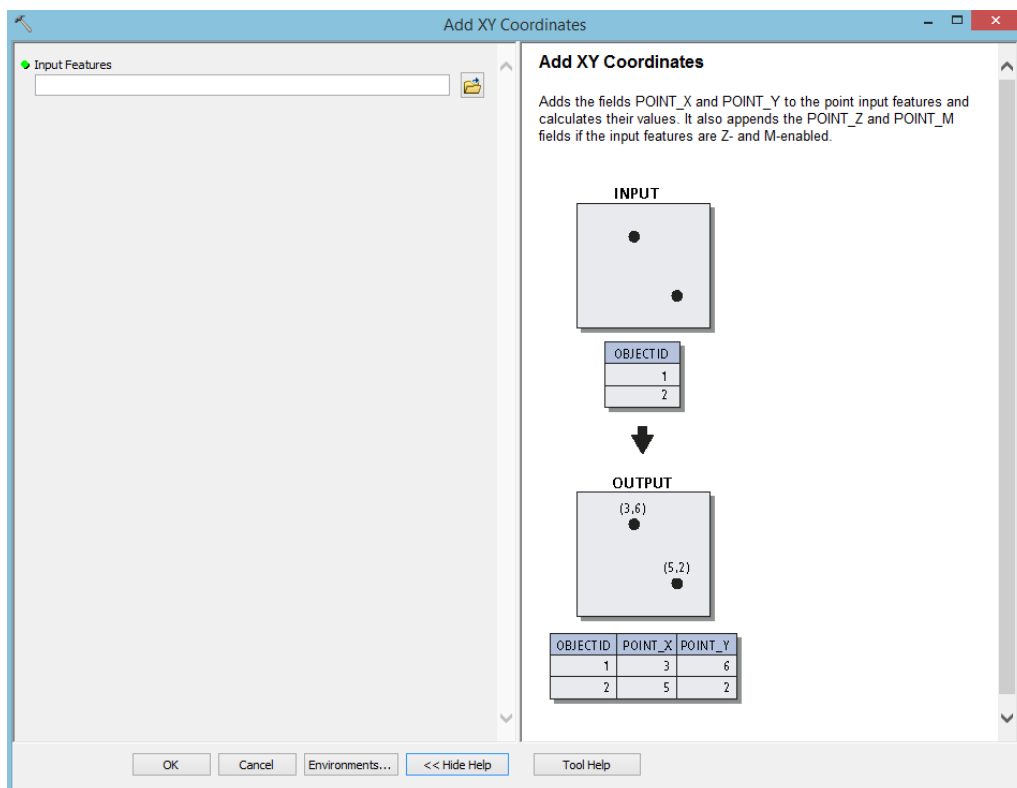 Add XY Coordinates
Input Features
Add XY Coordinates
Adds the fields POINT_X and POINT_Y to the point input features and
calculates their values. It also appends the POINT_Z and POINT_M
fields if the input features are Z- and M-enabled.
INPUT
OBJECTID
1
2
OUTPUT
(3,6)
(5,2)
OBJECTID POINT_X POINT_Y
1 3 6
2 5 2
OK Cancel Environments... << Hide Help Tool Help